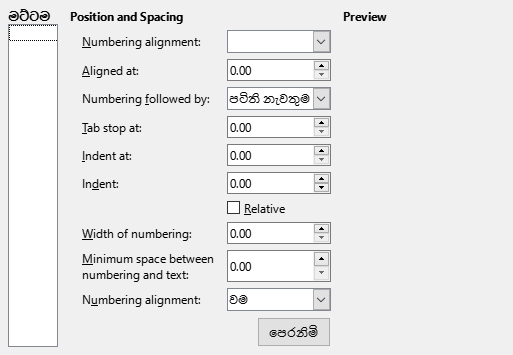 මට්ටම
Position and Spacing
Preview
Numbering alignment:
Aligned at:
0.00
Numbering followed by:
පටිති නැවතුම
Tab stop at:
0.00
Indent at:
0.00
Indent:
0.00
Relative
Width of numbering:
0.00
Minimum space between
numbering and text:
0.00
Numbering alignment:
වම
පෙරනිමි